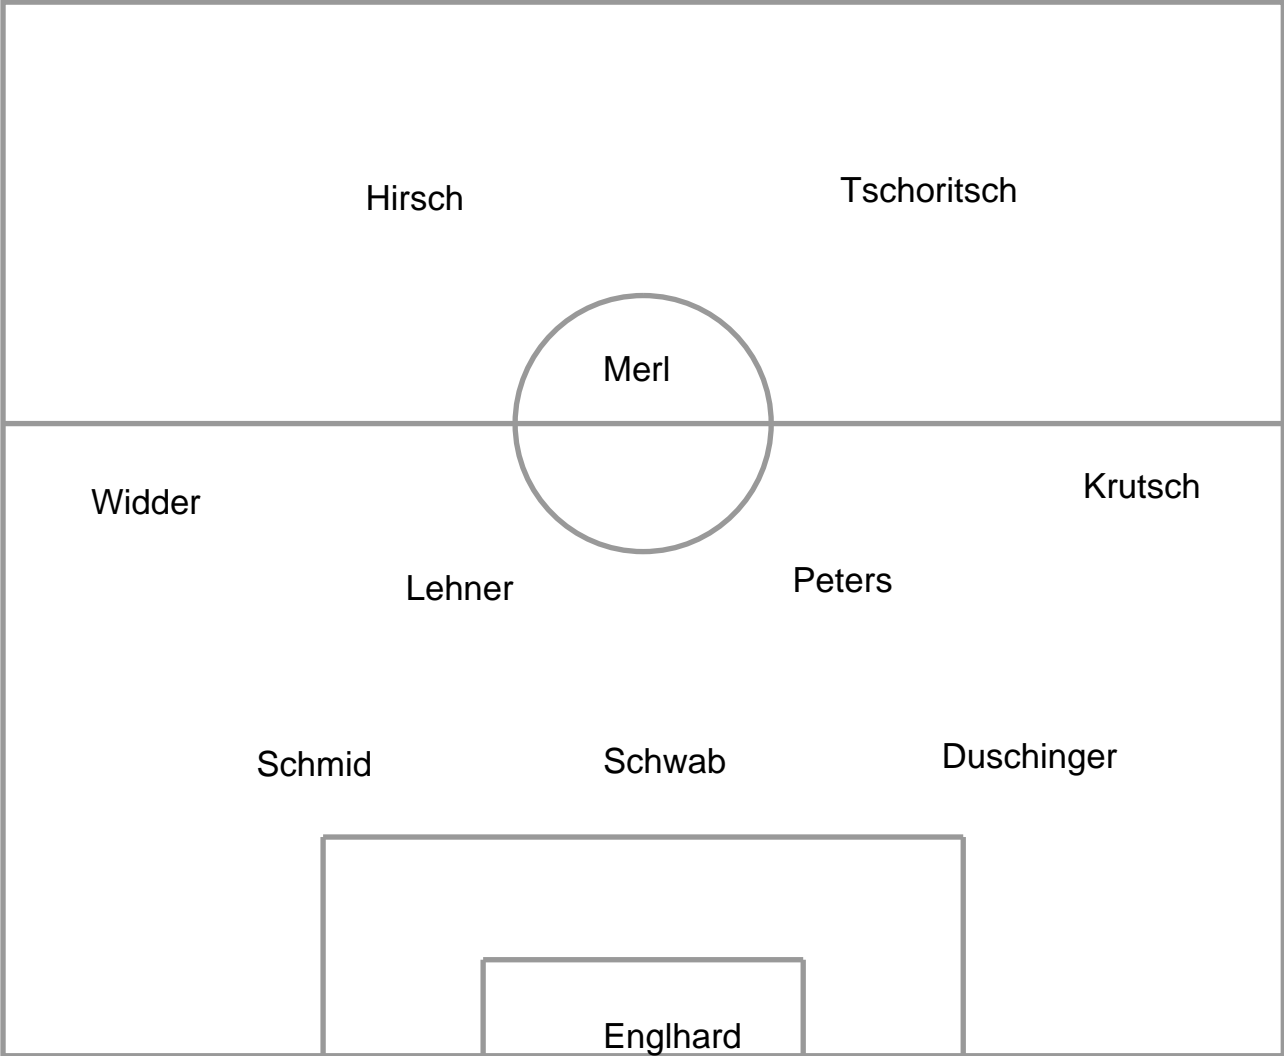 Hirsch
Tschoritsch
Merl
Widder
Krutsch
Lehner
Peters
Schmid
Schwab
Duschinger
Englhard